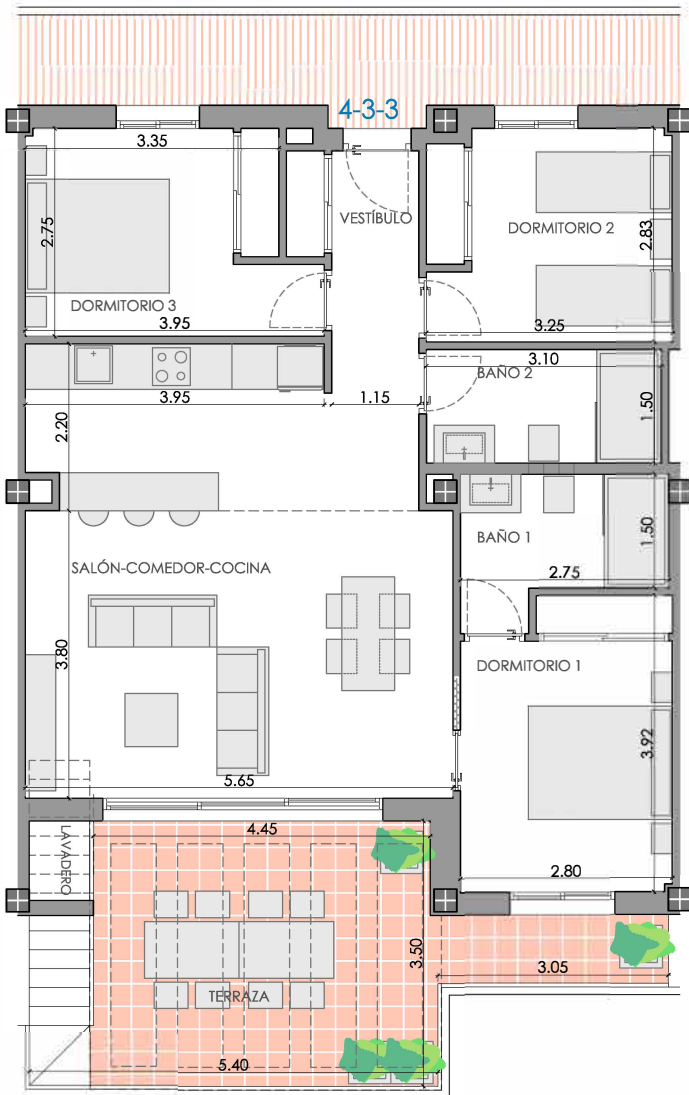 4-3-3
3.35
VESTÍBULO
DORMITORIO 2
2.75
2.83
DORMITORIO 3
3.95
3.25
3.10
BAÑO 2
3.95
1.15
1.50
2.20
BAÑO 1
1.50
SALÓN-COMEDOR-COCINA
2.75
3.80
DORMITORIO 1
3.92
5.65
4.45
LAVADERO
2.80
3.50
3.05
TERRAZA
5.40